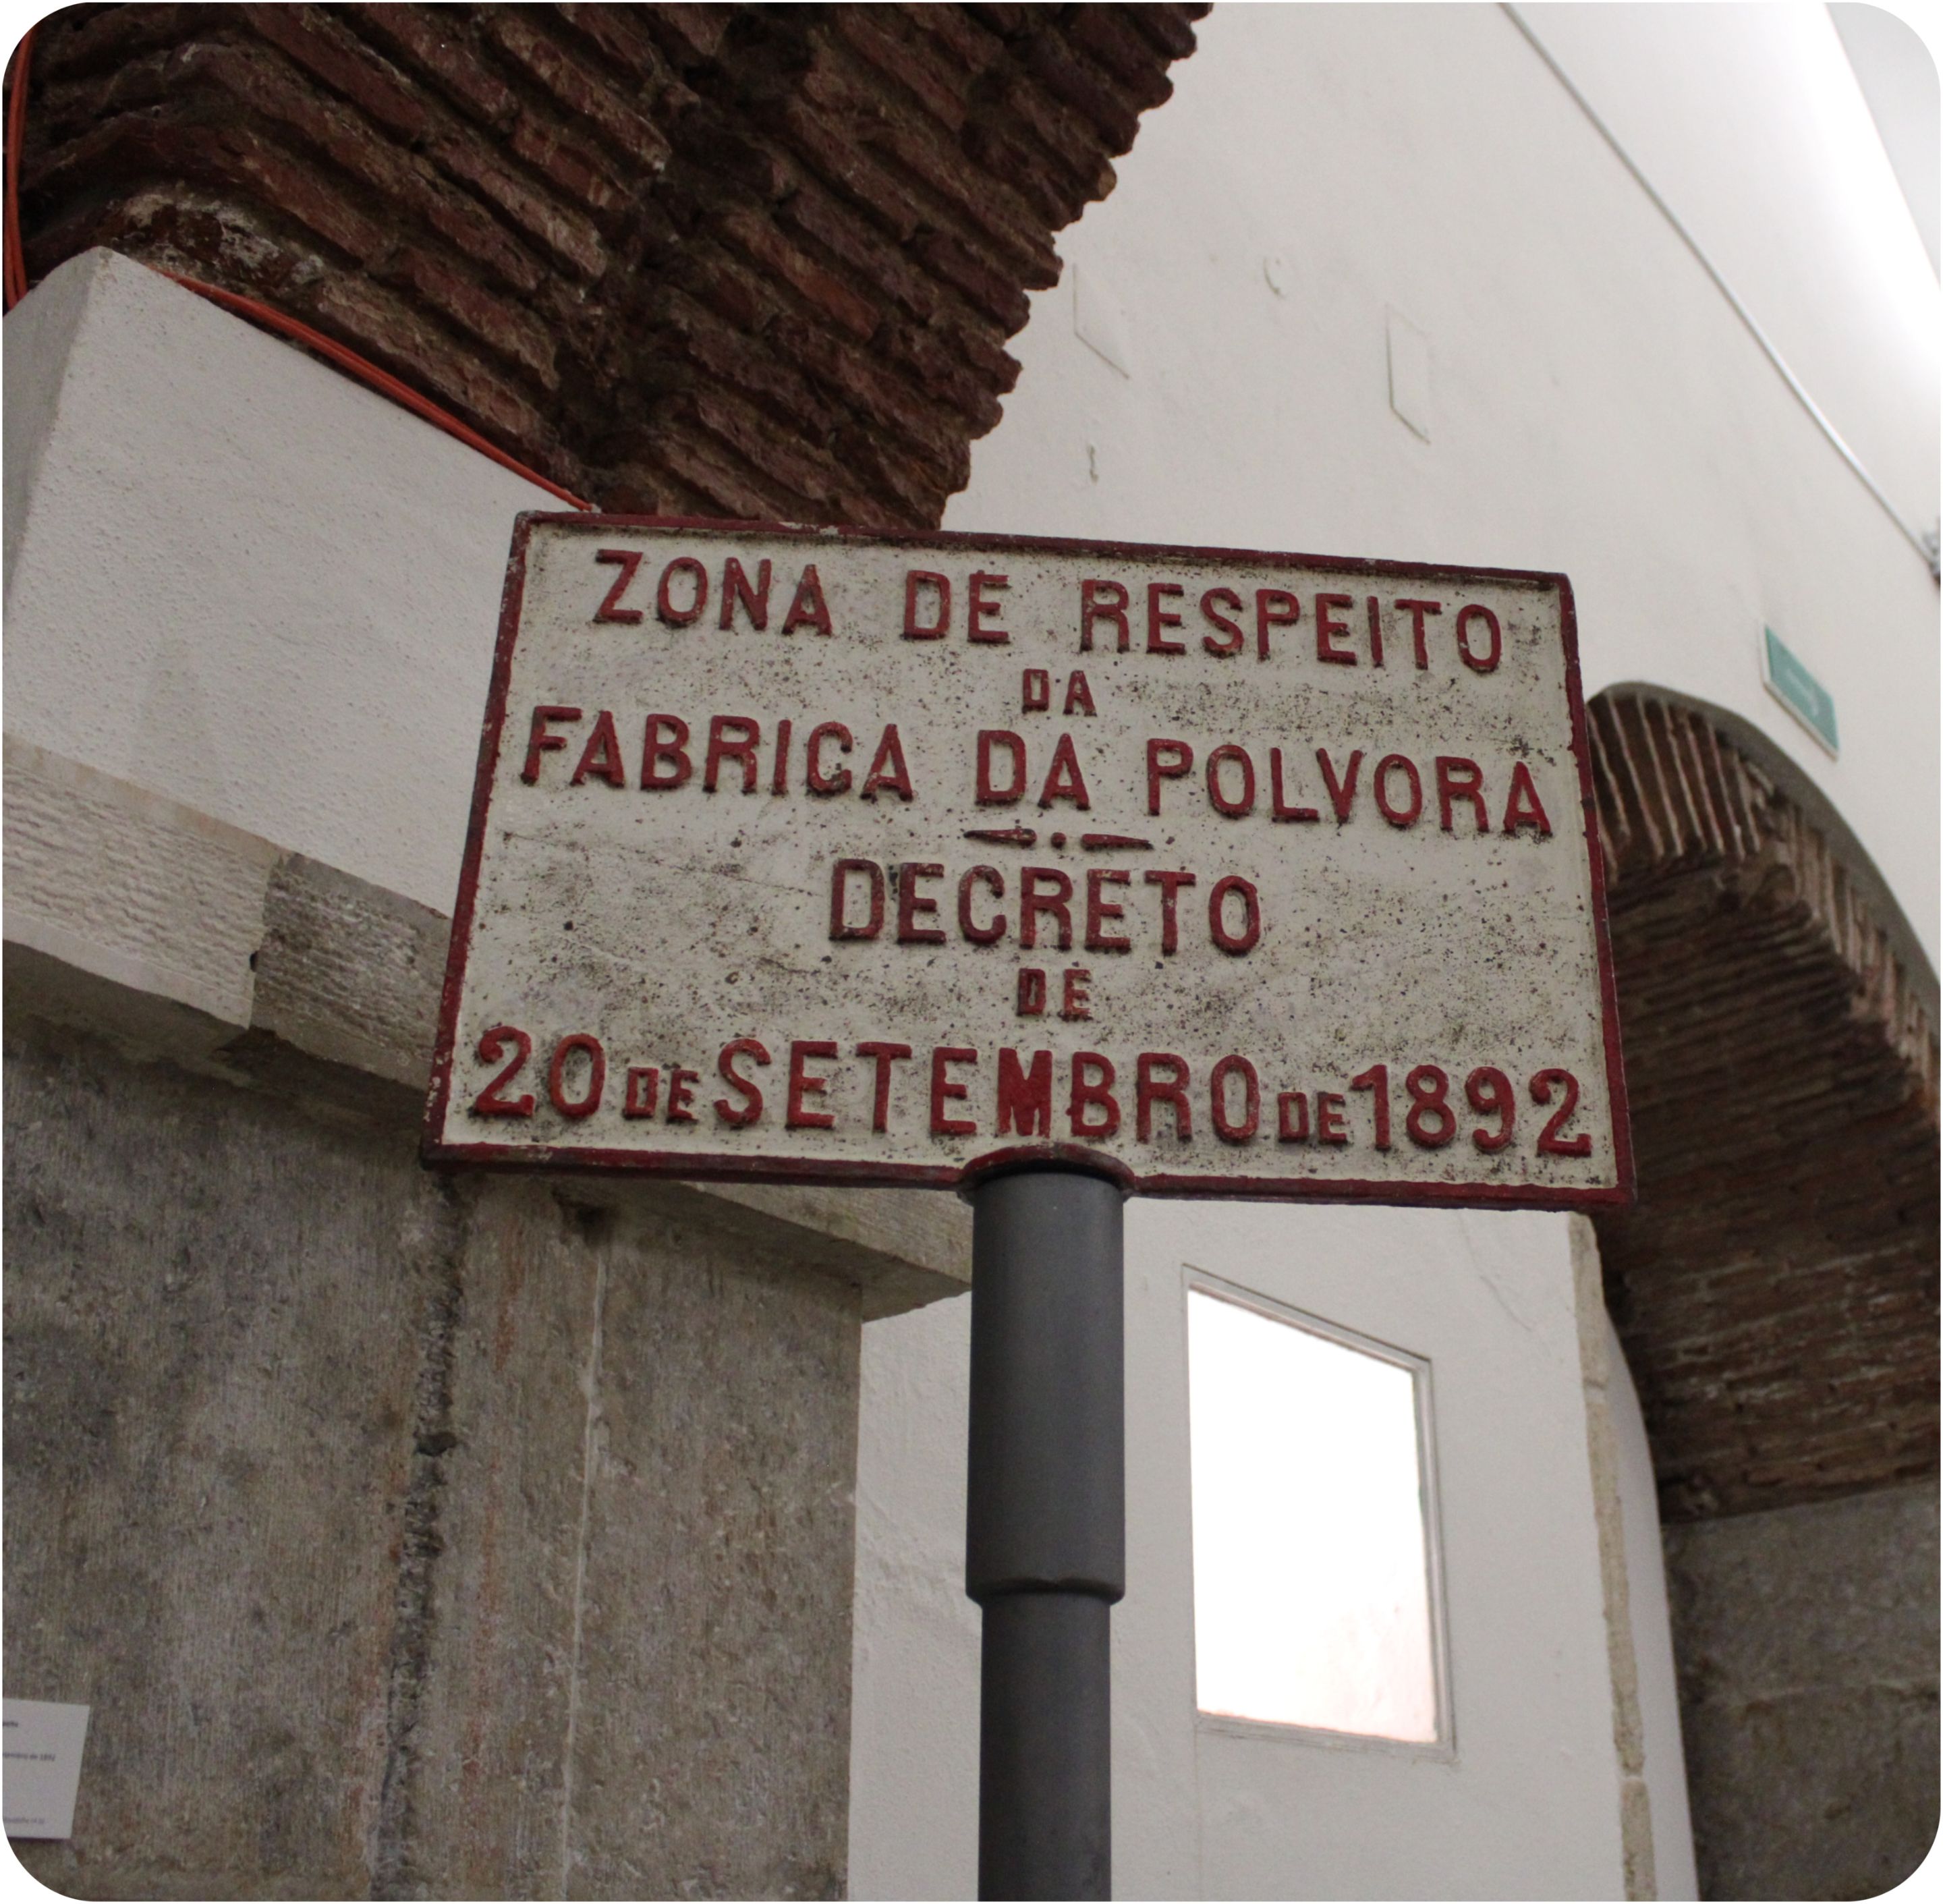 ZONA DE RESPEITO
DA
FABRICA DA POLVORA
DECRETO
DE
20 DE SETEMBRO DE 1892